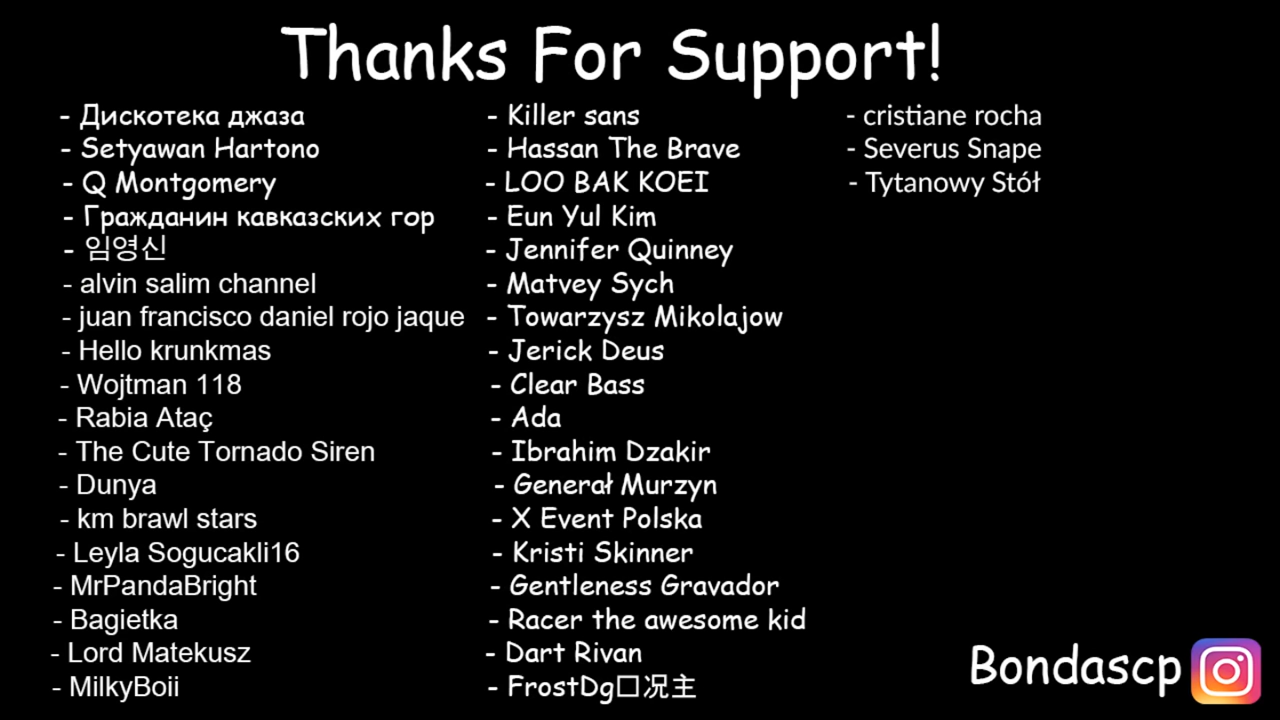 Thanks For Support!
- Дискотека джаза
- Setyawan Hartono
- Q Montgomery
- Гражданин кавказских гор
- 임영신
- alvin salim channel
- juan francisco daniel rojo jaque
- Hello krunkmas
- Wojtman 118
- Rabia Ataç
- The Cute Tornado Siren
- Dunya
- km brawl stars
- Leyla Sogucakli16
- MrPandaBright
- Bagietka
- Lord Matekusz
- MilkyBoii
- Killer sans
- Hassan The Brave
- LOO BAK KOEI
- Eun Yul Kim
- Jennifer Quinney
- Matvey Sych
- Towarzysz Mikolajow
- Jerick Deus
- Clear Bass
- Ada
- Ibrahim Dzakir
- Generał Murzyn
- X Event Polska
- Kristi Skinner
- Gentleness Gravador
- Racer the awesome kid
- Dart Rivan
- FrostDg□况主
- cristiane rocha
- Severus Snape
- Tytanowy Stół
Bondascp